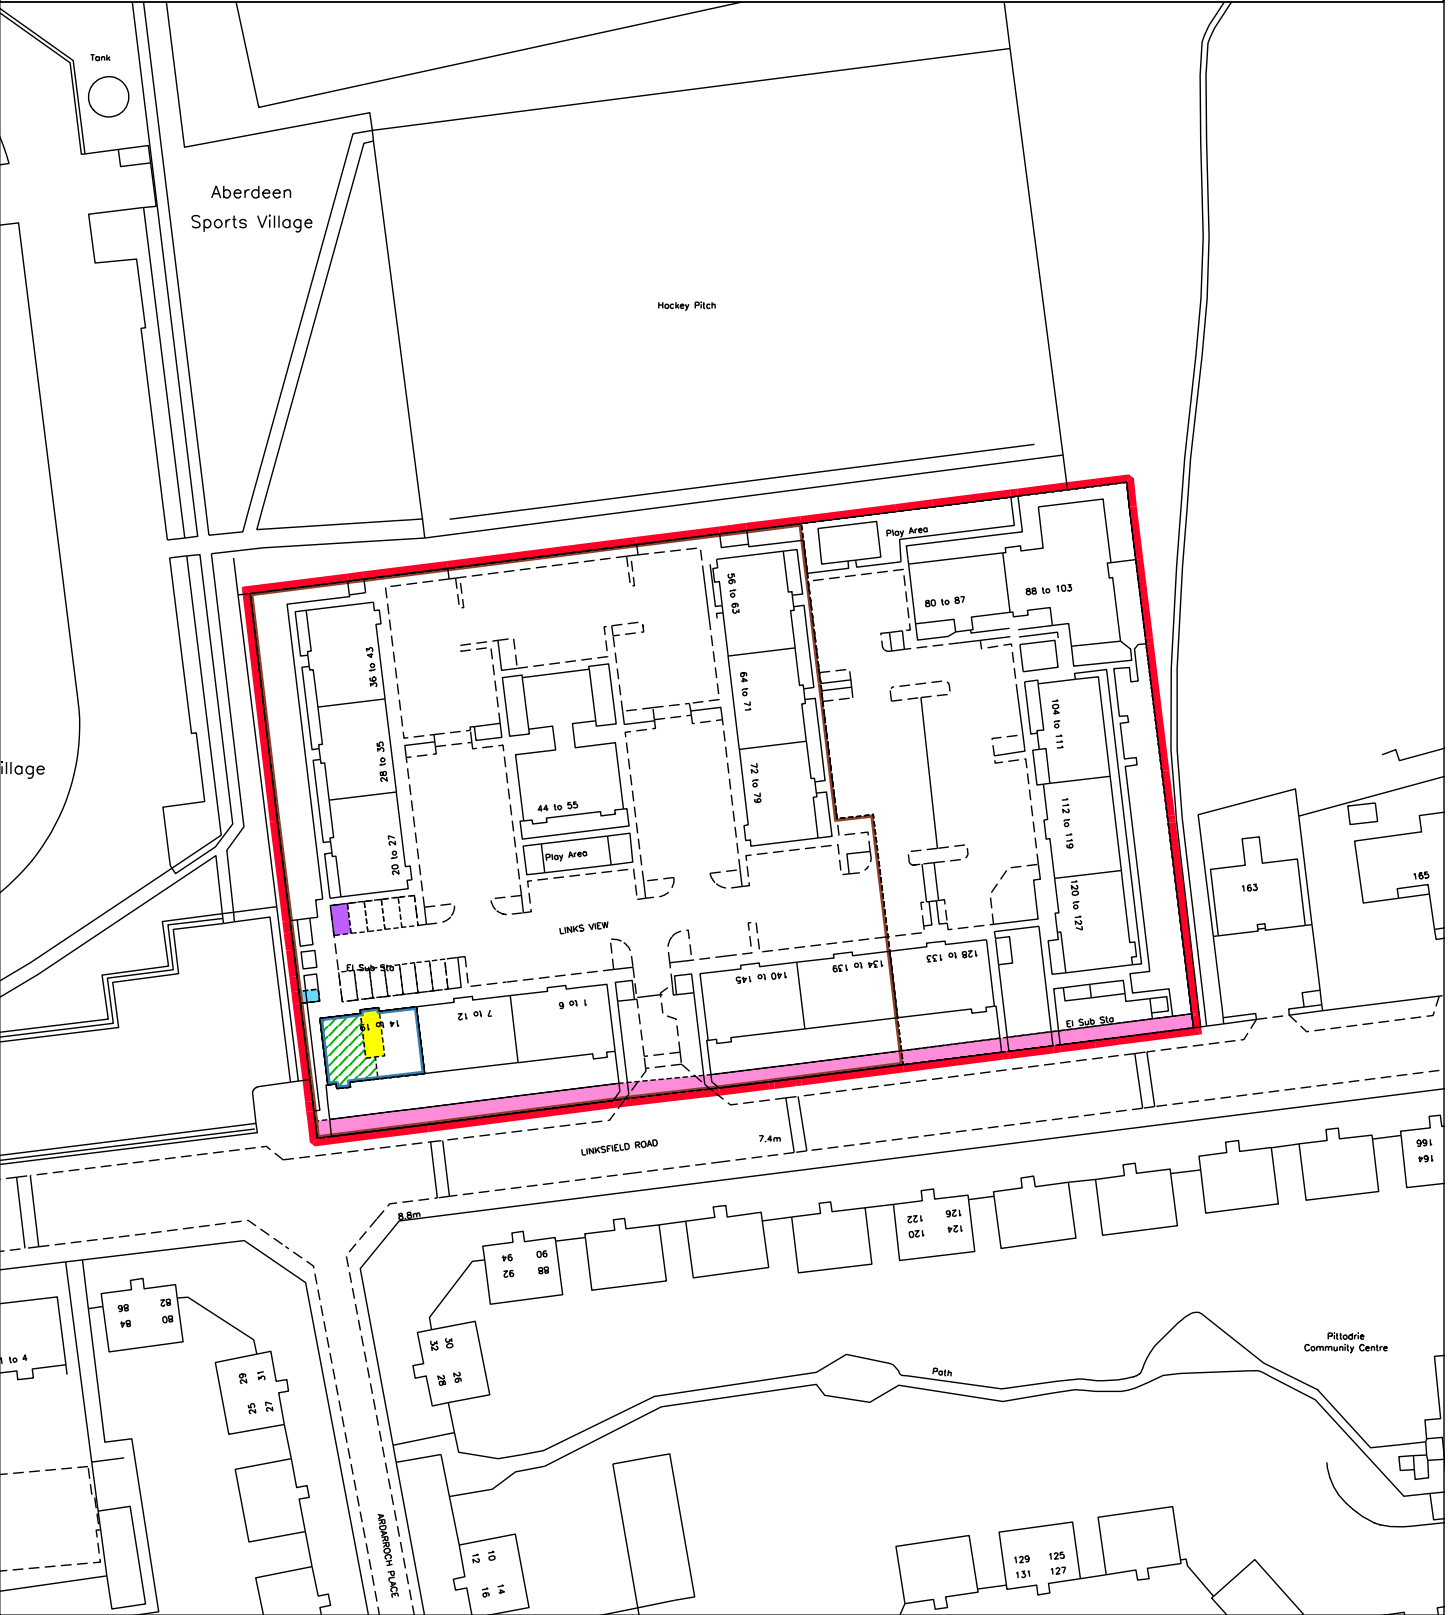 Tank
Aberdeen
Sports Village
Hockey Pitch
Play Area
56 to 63
80 to 87
88 to 103
36 to 43
64 to 71
104 to 111
28 to 35
72 to 79
illage
44 to 55
112 to 119
20 to 27
Play Area
163
165
120 to 127
LINKS VIEW
El Sub Sta
128 to 133
134 to 139
140 to 145
1 to 6
7 to 12
14 to 19
El Sub Sta
LINKSFIELD ROAD
7.4m
166
164
8.8m
122
126
120
124
94
90
92
88
86
82
84
80
1 to 4
32
30
28
26
29
31
25
27
Pittodrie
Community Centre
Path
ARDARROCH PLACE
12
10
16
14
129
125
131
127